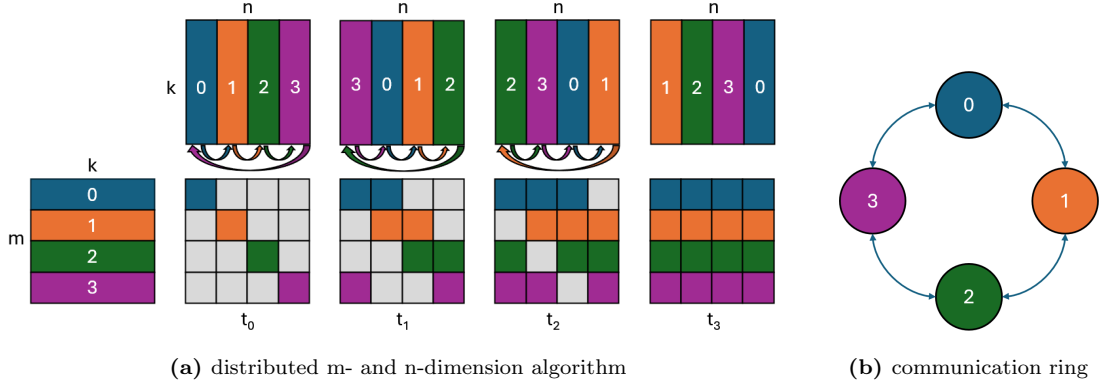 n n n n
k 0 1 2 3 3 0 1 2 2 3 0 1 1 2 3 0
k
m
0
1
2
3
t0 t1 t2 t3
0
3 1
2
(a) distributed m- and n-dimension algorithm
(b) communication ring